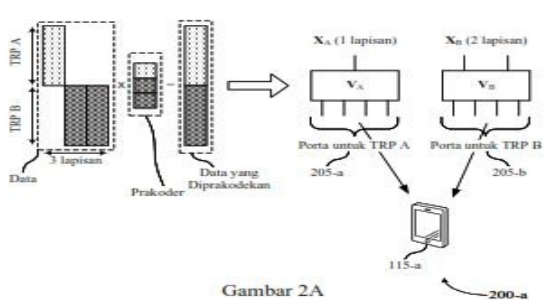 TRP A
TRP B
3 lapisan
Data
x
=
Prakoder
Data yang
Diprakodekan
X_A (1 lapisan)
X_B (2 lapisan)
V_A
V_B
Porta untuk TRP A
Porta untuk TRP B
205-a
205-b
115-a
Gambar 2A
200-a